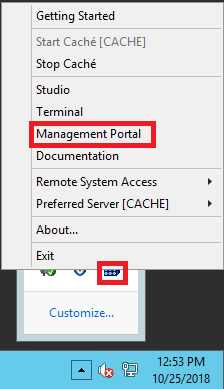 Getting Started
Start Caché [CACHE]
Stop Caché
Studio
Terminal
Management Portal
Documentation
Remote System Access
Preferred Server [CACHE]
About...
Exit
Customize...
12:53 PM
10/25/2018